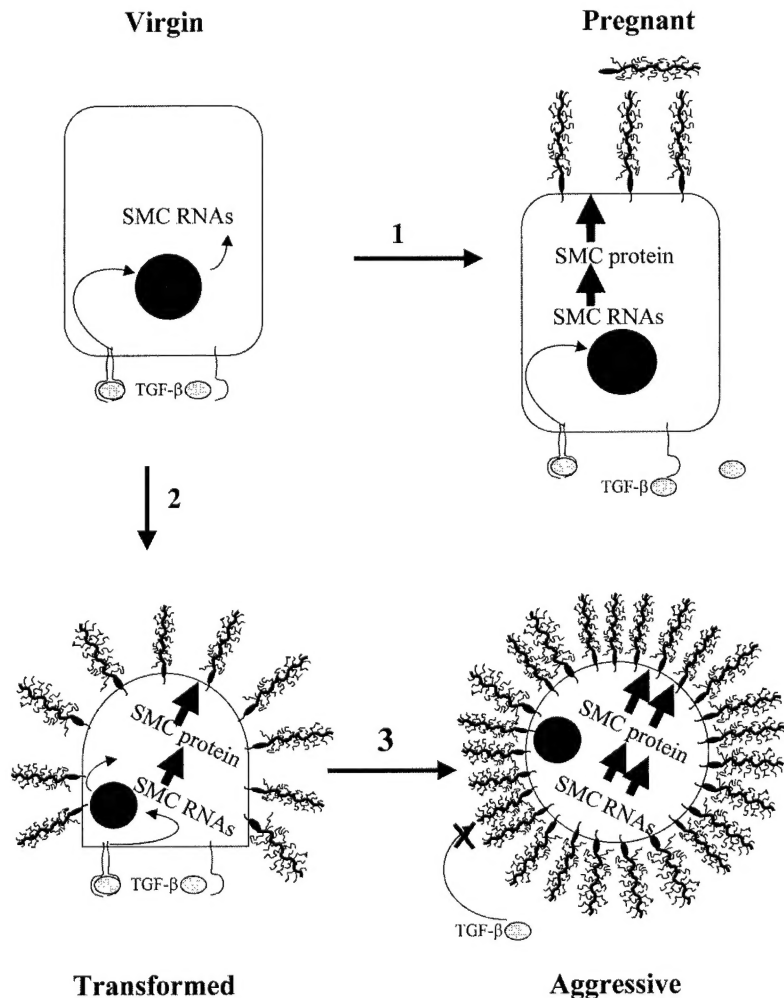 Virgin
Pregnant
SMC RNAs
TGF-β
1
SMC protein
SMC RNAs
TGF-β
2
SMC protein
SMC RNAs
TGF-β
3
SMC protein
SMC RNAs
X
TGF-β
Transformed
Aggressive